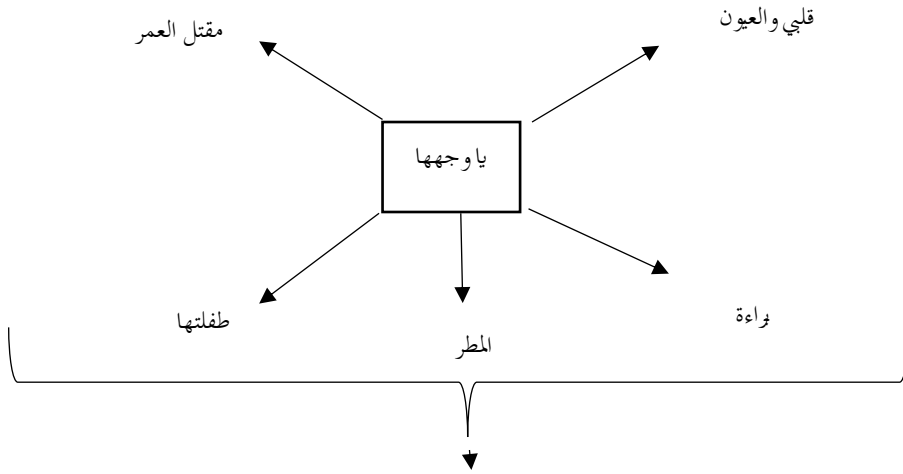 قلبي والعيون
مقتل العمر
يا وجهها
براءة
طفلتها
المطر